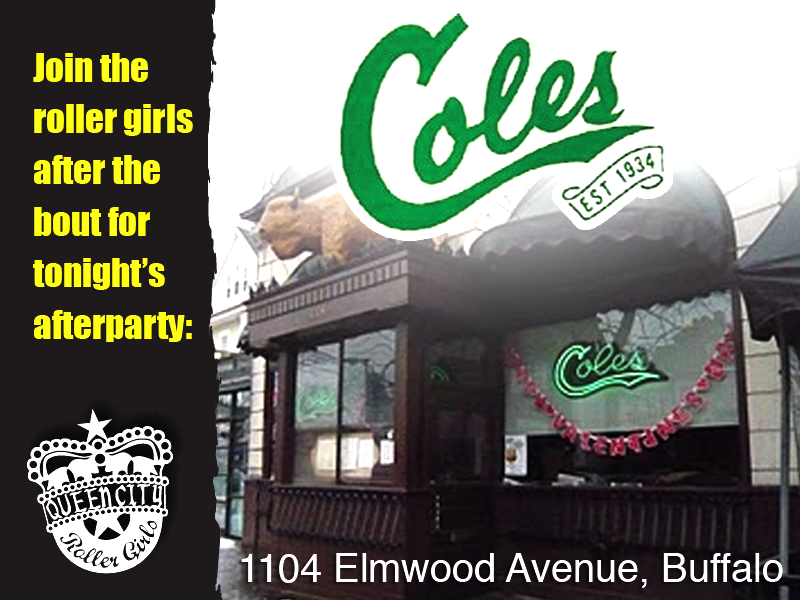 Join the
roller girls
after the
bout for
tonight's
afterparty:
QUEEN CITY
Roller Girls
Coles
EST 1934
Coles
1104 Elmwood Avenue, Buffalo